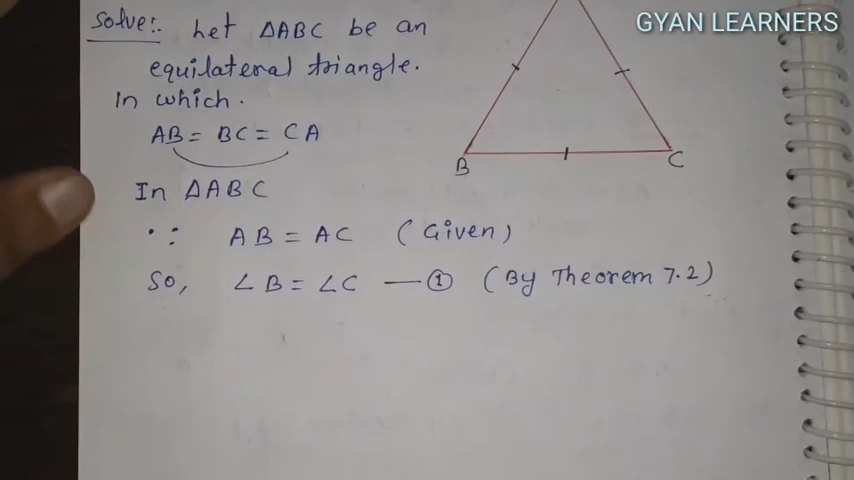 Solve:. Let ΔABC be an
GYAN LEARNERS
equilateral triangle.
In which.
AB = BC = CA
B
C
In ΔABC
∵ AB = AC (Given)
So, ∠B = ∠C — ① (By Theorem 7.2)